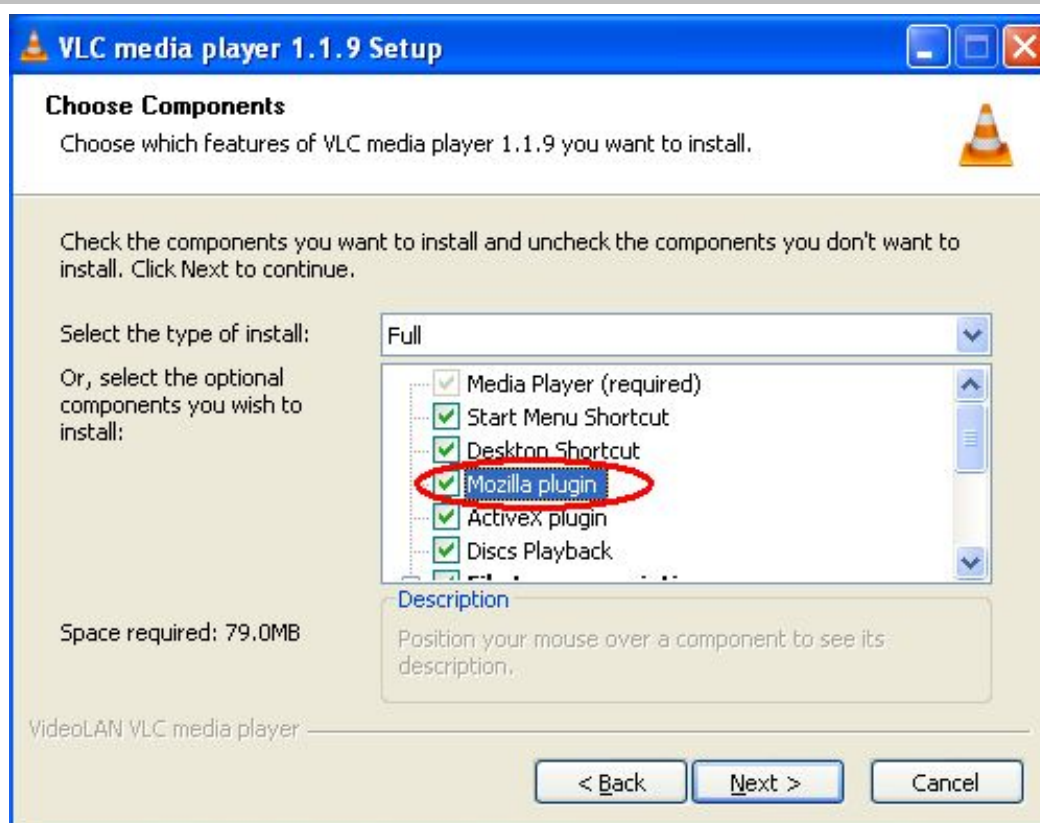 VLC media player 1.1.9 Setup
Choose Components
Choose which features of VLC media player 1.1.9 you want to install.
Check the components you want to install and uncheck the components you don't want to
install. Click Next to continue.
Select the type of install:
Full
Or, select the optional
components you wish to
install:
Media Player (required)
Start Menu Shortcut
Desktop Shortcut
Mozilla plugin
ActiveX plugin
Discs Playback
Space required: 79.0MB
Description
Position your mouse over a component to see its
description.
VideoLAN VLC media player
< Back
Next >
Cancel